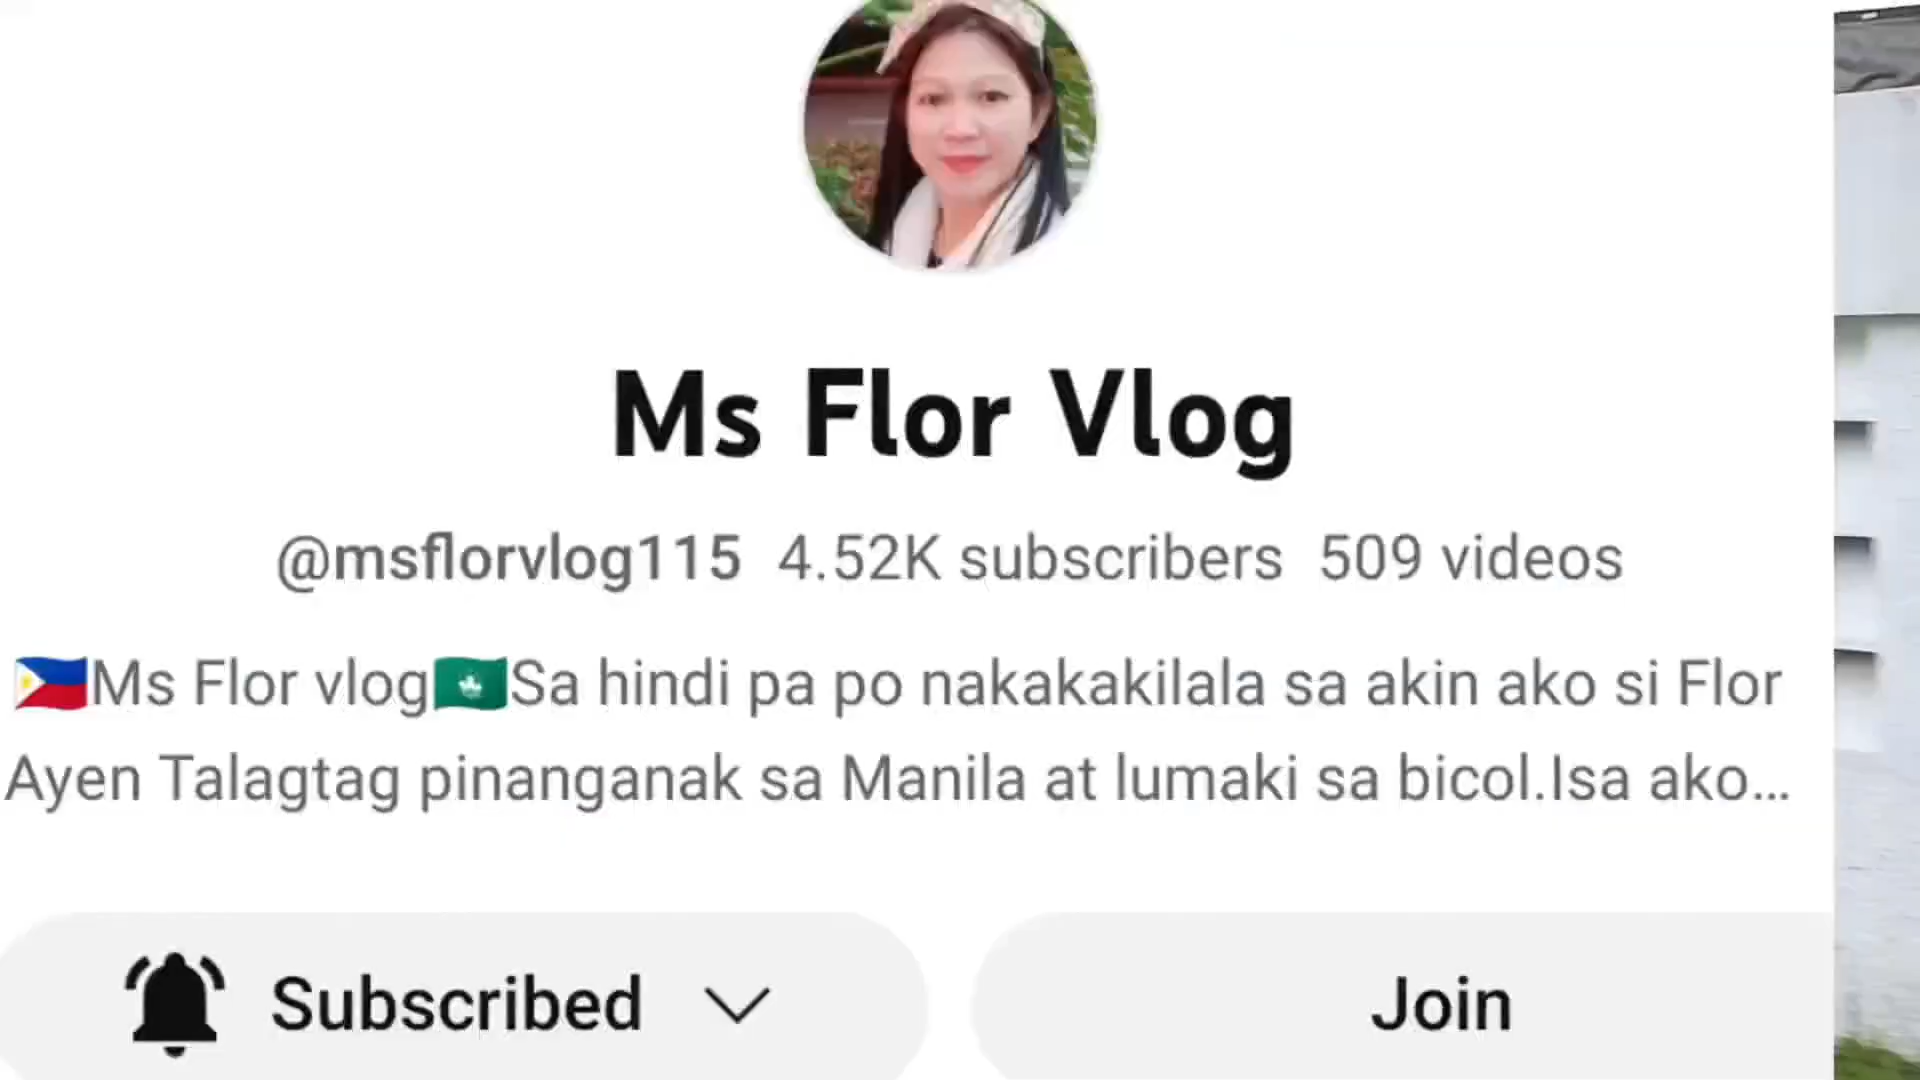 Ms Flor Vlog
@msflorvlog115 4.52K subscribers 509 videos
🇵🇭Ms Flor vlog🇲🇴Sa hindi pa po nakakakilala sa akin ako si Flor
Ayen Talagtag pinanganak sa Manila at lumaki sa bicol.Isa ako...
Subscribed
Join